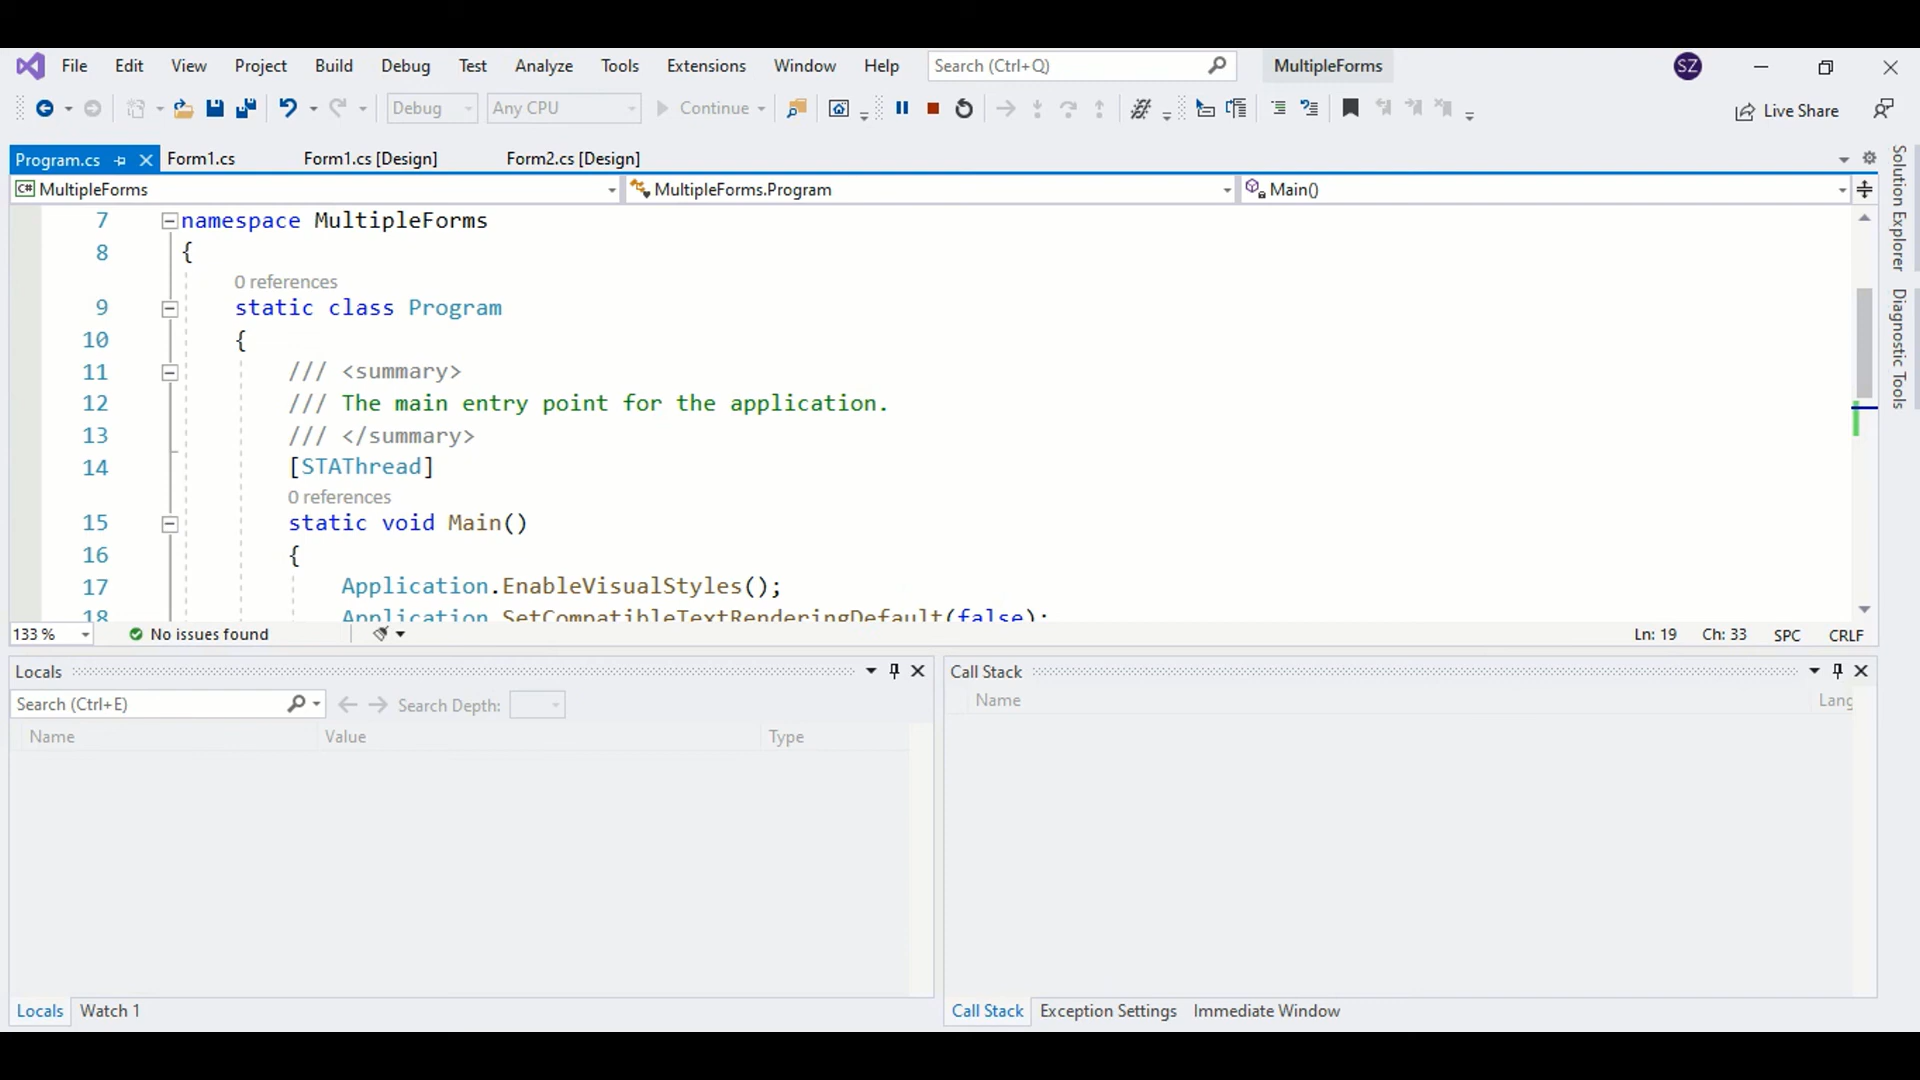 File Edit View Project Build Debug Test Analyze Tools Extensions Window Help Search (Ctrl+Q) MultipleForms SZ
Debug Any CPU Continue Live Share
Program.cs Form1.cs Form1.cs [Design] Form2.cs [Design]
C# MultipleForms MultipleForms.Program Main()
7 namespace MultipleForms
8 {
0 references
9 static class Program
10 {
11 /// <summary>
12 /// The main entry point for the application.
13 /// </summary>
14 [STAThread]
0 references
15 static void Main()
16 {
17 Application.EnableVisualStyles();
18 Application.SetCompatibleTextRenderingDefault(false);
133 % No issues found Ln: 19 Ch: 33 SPC CRLF
Solution Explorer
Diagnostic Tools
Locals
Search (Ctrl+E) Search Depth:
Name Value Type
Locals Watch 1
Call Stack
Name Lang
Call Stack Exception Settings Immediate Window